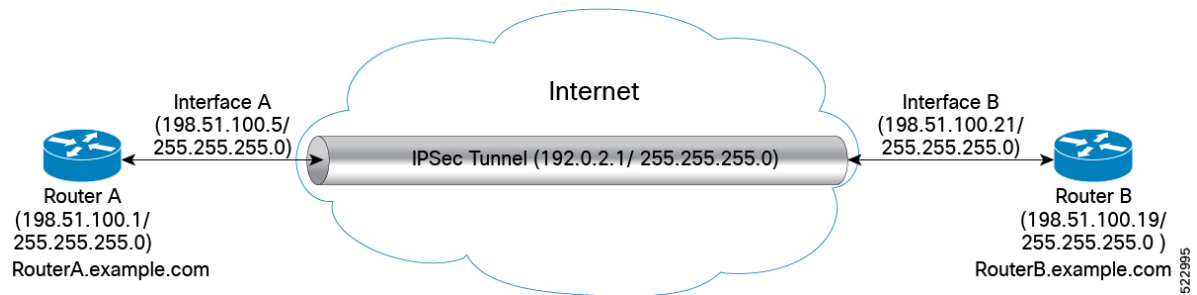 Internet
Interface A
(198.51.100.5/
255.255.255.0)
Interface B
(198.51.100.21/
255.255.255.0)
IPSec Tunnel (192.0.2.1/ 255.255.255.0)
Router A
(198.51.100.1/
255.255.255.0)
RouterA.example.com
Router B
(198.51.100.19/
255.255.255.0 )
RouterB.example.com
522995